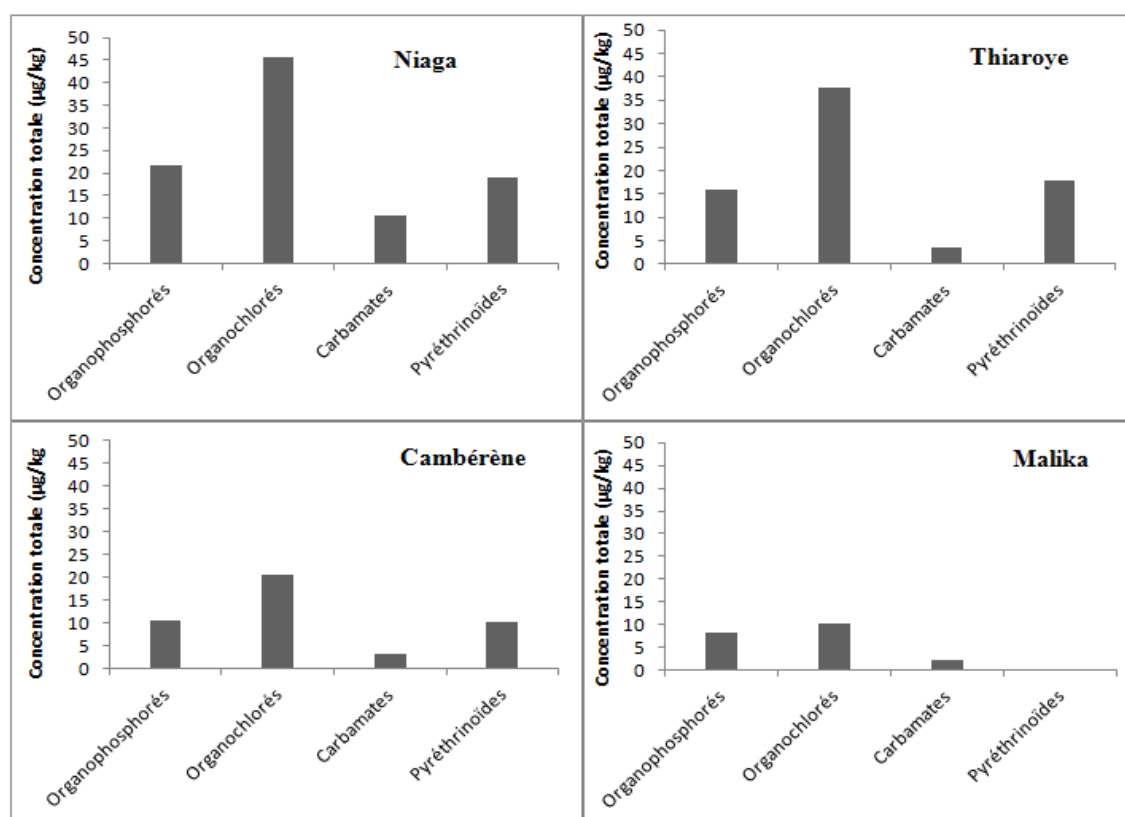 Niaga
Concentration totale (µg/kg)
50
45
40
35
30
25
20
15
10
5
0
Organophosphorés
Organochlorés
Carbamates
Pyréthrinoïdes
Thiaroye
Concentration totale (µg/kg)
50
45
40
35
30
25
20
15
10
5
0
Organophosphorés
Organochlorés
Carbamates
Pyréthrinoïdes
Cambérène
Concentration totale (µg/kg
50
45
40
35
30
25
20
15
10
5
0
Organophosphorés
Organochlorés
Carbamates
Pyréthrinoïdes
Malika
Concentration totale (µg/kg)
50
45
40
35
30
25
20
15
10
5
0
Organophosphorés
Organochlorés
Carbamates
Pyréthrinoïdes